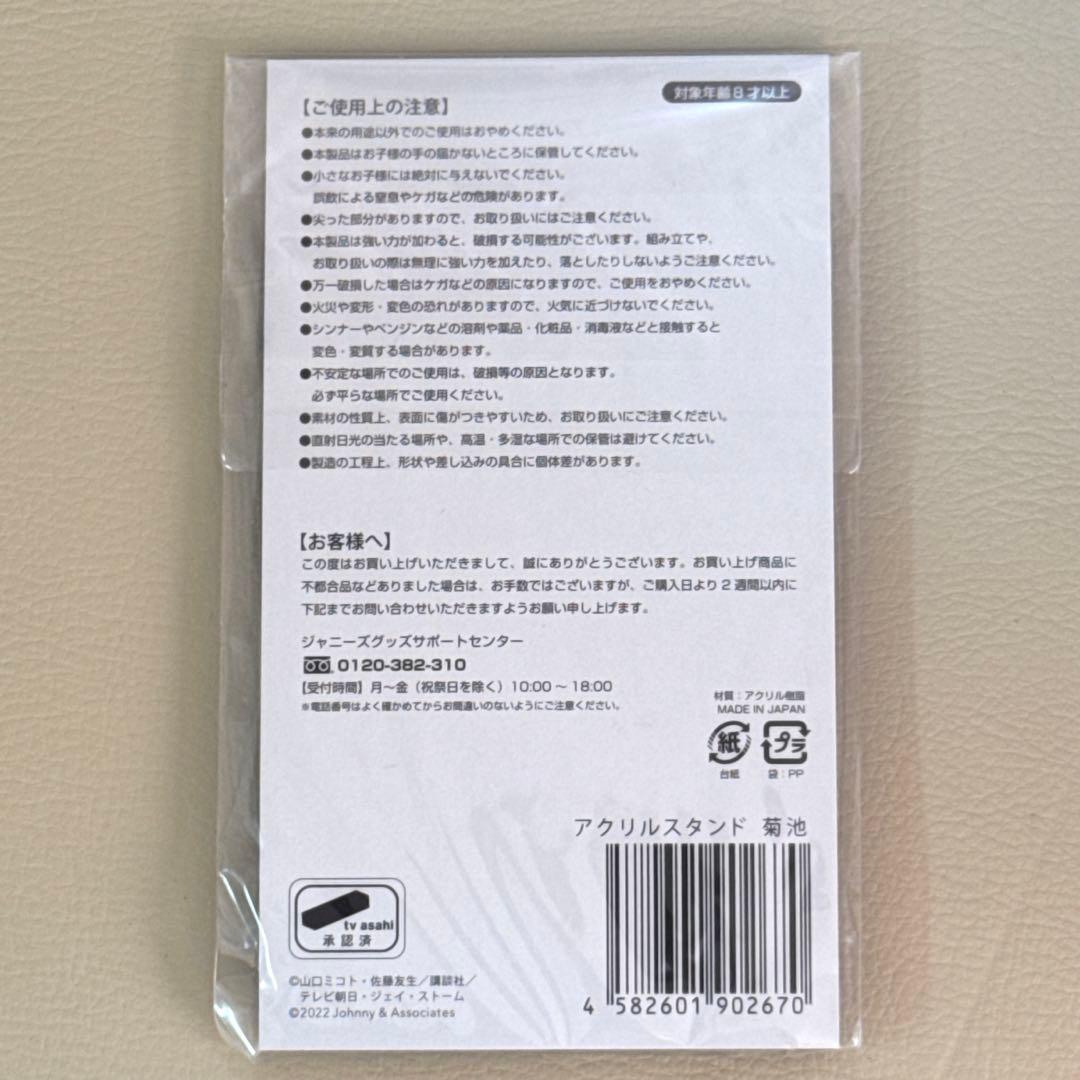 対象年齢8才以上
【ご使用上の注意】
●本来の用途以外でのご使用はおやめください。
●本製品はお子様の手の届かないところに保管してください。
●小さなお子様には絶対に与えないでください。
誤飲による窒息やケガなどの危険があります。
●尖った部分がありますので、お取り扱いにはご注意ください。
●本製品は強い力が加わると、破損する可能性がございます。組み立てや、
お取り扱いの際は無理に強い力を加えたり、落としたりしないようご注意ください。
●万一破損した場合はケガなどの原因になりますので、ご使用をおやめください。
●火災や変形・変色の恐れがありますので、火気に近づけないでください。
●シンナーやベンジンなどの溶剤や薬品・化粧品・消毒液などと接触すると
変色・変質する場合があります。
●不安定な場所でのご使用は、破損等の原因となります。
必ず平らな場所でご使用ください。
●素材の性質上、表面に傷がつきやすいため、お取り扱いにご注意ください。
●直射日光の当たる場所や、高温・多湿な場所での保管は避けてください。
●製造の工程上、形状や差し込みの具合に個体差があります。
【お客様へ】
この度はお買い上げいただきまして、誠にありがとうございます。お買い上げ商品に
不都合品などありました場合は、お手数ではございますが、ご購入日より2週間以内に
下記までお問い合わせいただきますようお願い申し上げます。
ジャニーズグッズサポートセンター
0120-382-310
【受付時間】月～金（祝祭日を除く）10:00～18:00
※電話番号はよく確かめてからお間違いのないようにご注意ください。
材質：アクリル樹脂
MADE IN JAPAN
紙 プラ
台紙 袋：PP
アクリルスタンド 菊池
tv asahi
承認済
©山口ミコト・佐藤友生／講談社／
テレビ朝日・ジェイ・ストーム
©2022 Johnny & Associates
4 582601 902670